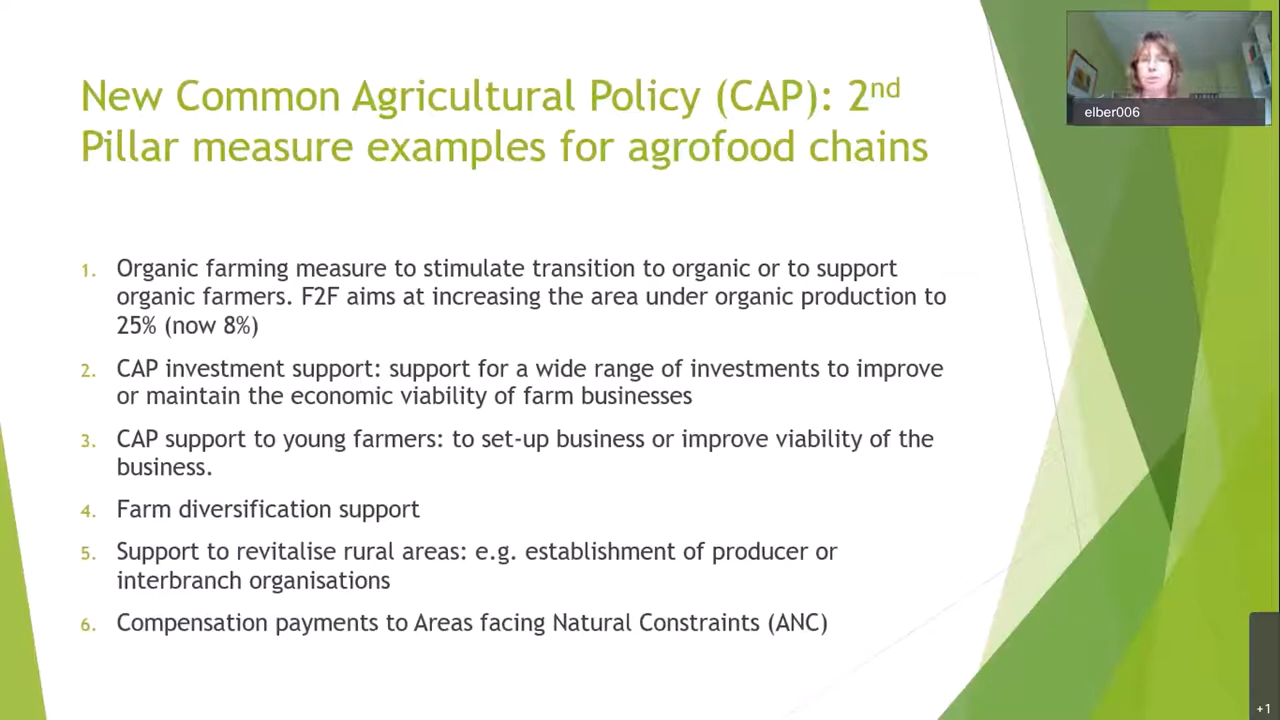 New Common Agricultural Policy (CAP): 2nd
Pillar measure examples for agrofood chains
elber006
1. Organic farming measure to stimulate transition to organic or to support
organic farmers. F2F aims at increasing the area under organic production to
25% (now 8%)
2. CAP investment support: support for a wide range of investments to improve
or maintain the economic viability of farm businesses
3. CAP support to young farmers: to set-up business or improve viability of the
business.
4. Farm diversification support
5. Support to revitalise rural areas: e.g. establishment of producer or
interbranch organisations
6. Compensation payments to Areas facing Natural Constraints (ANC)
+1